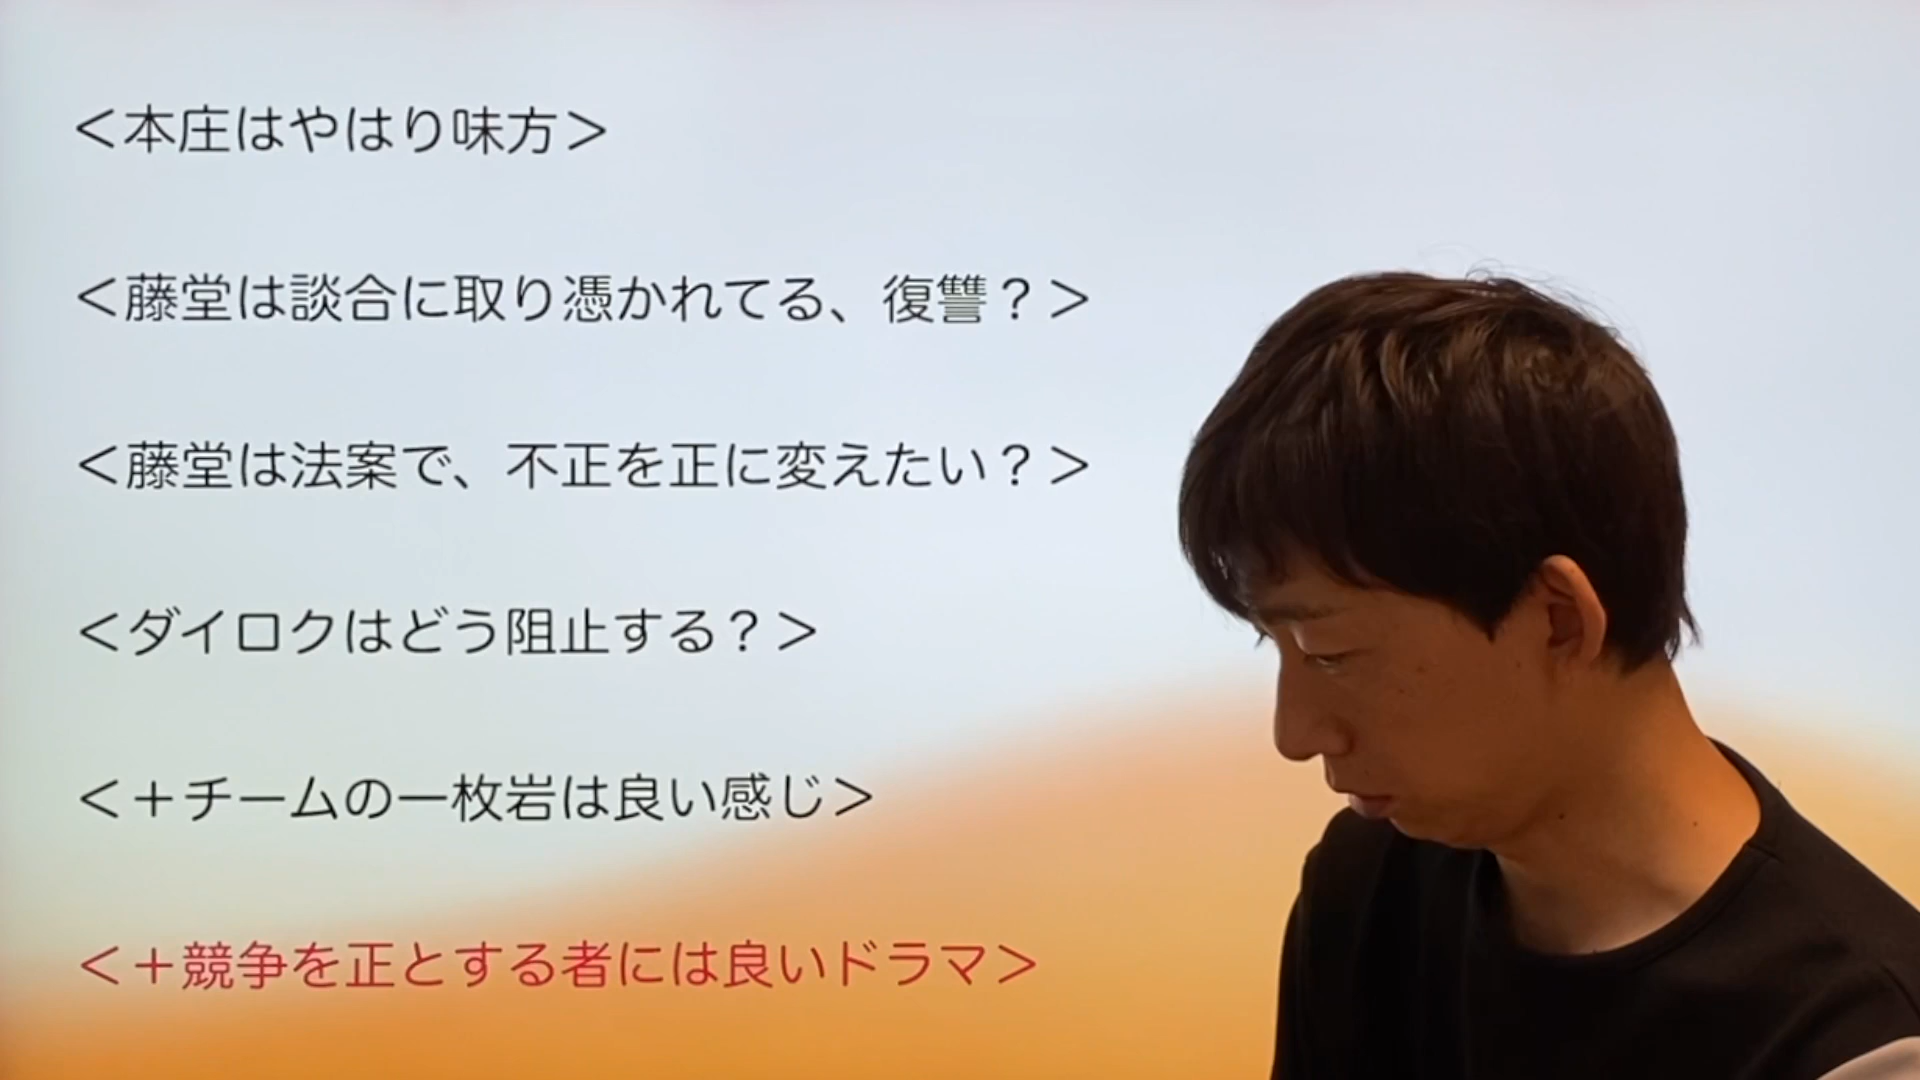 ＜本庄はやはり味方＞
＜藤堂は談合に取り憑かれてる、復讐？＞
＜藤堂は法案で、不正を正に変えたい？＞
＜ダイロクはどう阻止する？＞
＜＋チームの一枚岩は良い感じ＞
＜＋競争を正とする者には良いドラマ＞